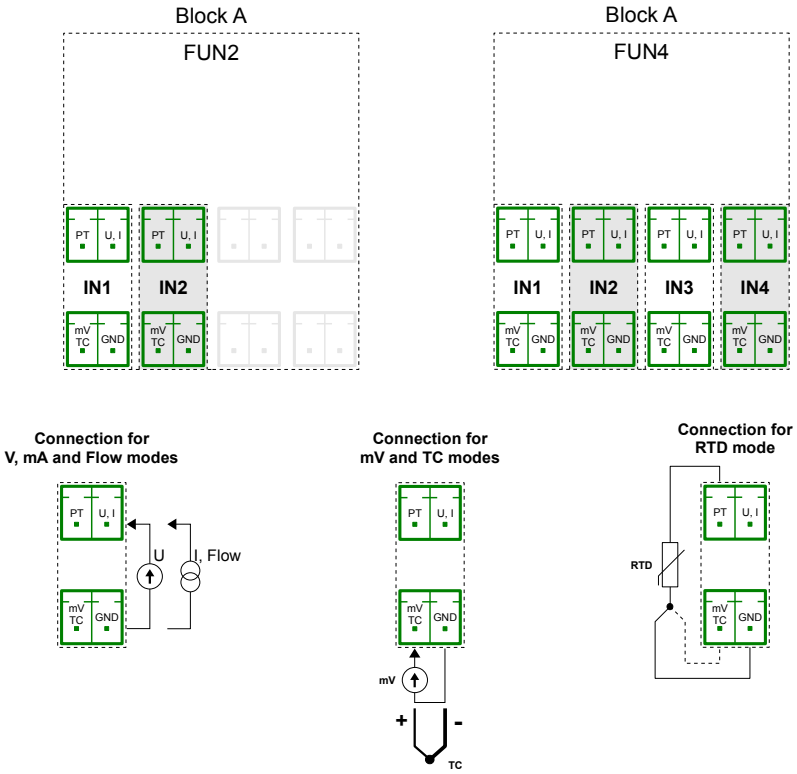 Block A
FUN2
PT U, I PT U, I
IN1 IN2
mV TC GND mV TC GND
Block A
FUN4
PT U, I PT U, I PT U, I PT U, I
IN1 IN2 IN3 IN4
mV TC GND mV TC GND mV TC GND mV TC GND
Connection for
V, mA and Flow modes
PT U, I
U I, Flow
mV TC GND
Connection for
mV and TC modes
PT U, I
mV TC GND
mV
+ -
TC
Connection for
RTD mode
PT U, I
RTD
mV TC GND